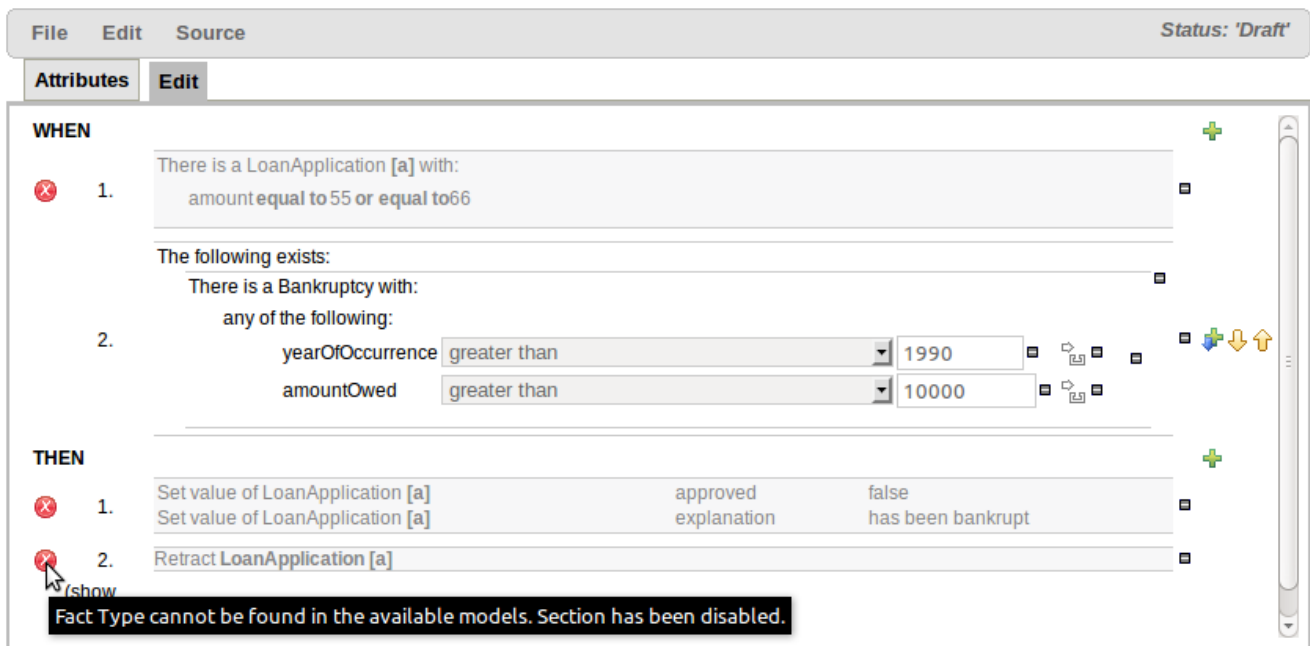 File Edit Source Status: 'Draft'
Attributes Edit
WHEN
There is a LoanApplication [a] with:
1.
amount equal to 55 or equal to66
The following exists:
There is a Bankruptcy with:
any of the following:
2.
yearOfOccurrence greater than 1990
amountOwed greater than 10000
THEN
Set value of LoanApplication [a] approved false
1.
Set value of LoanApplication [a] explanation has been bankrupt
2. Retract LoanApplication [a]
(show
Fact Type cannot be found in the available models. Section has been disabled.